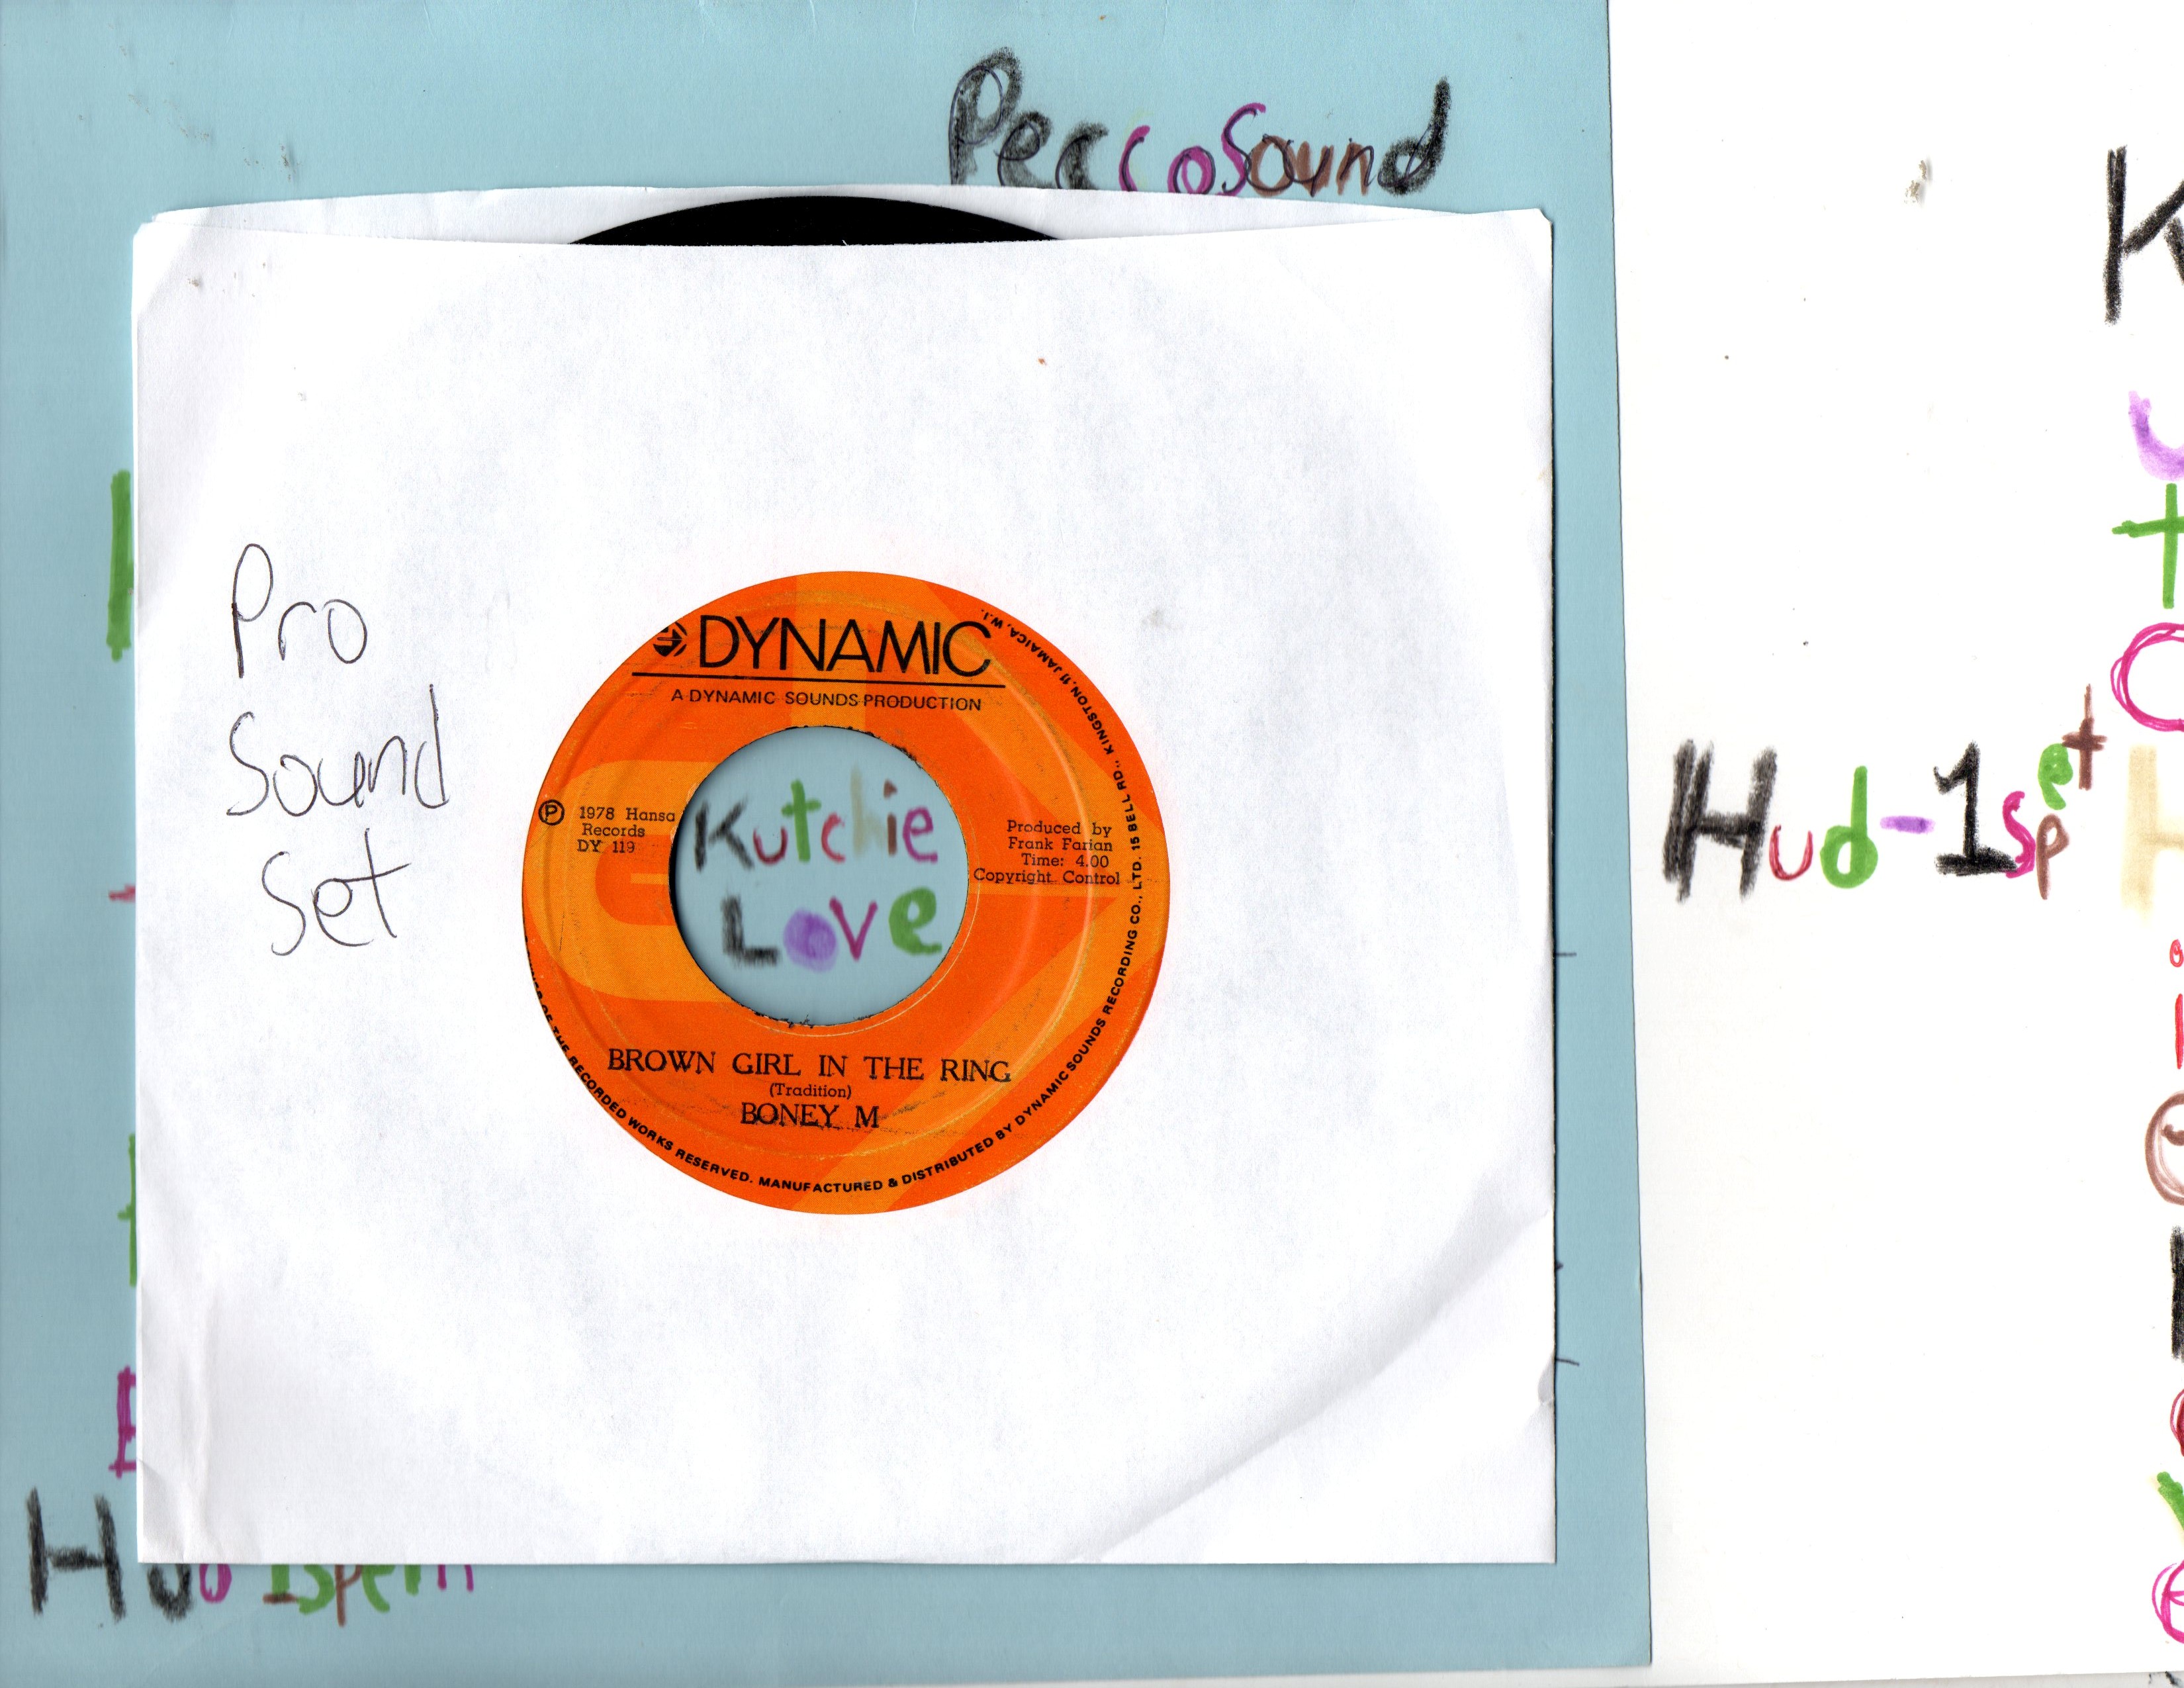 PeccoSound
DYNAMIC
A DYNAMIC SOUNDS PRODUCTION
Pro
Sound
Set
℗ 1978 Hansa
Records
DY 119
Kutchie
Love
Produced by
Frank Farian
Time: 4.00
Copyright Control
BROWN GIRL IN THE RING
(Tradition)
BONEY M
OF THE RECORDED WORKS RESERVED. MANUFACTURED & DISTRIBUTED BY DYNAMIC SOUNDS RECORDING CO., LTD. 15 BELL RD., KINGSTON, 11 JAMAICA, W.I.
Hud-1spet
K
u
t